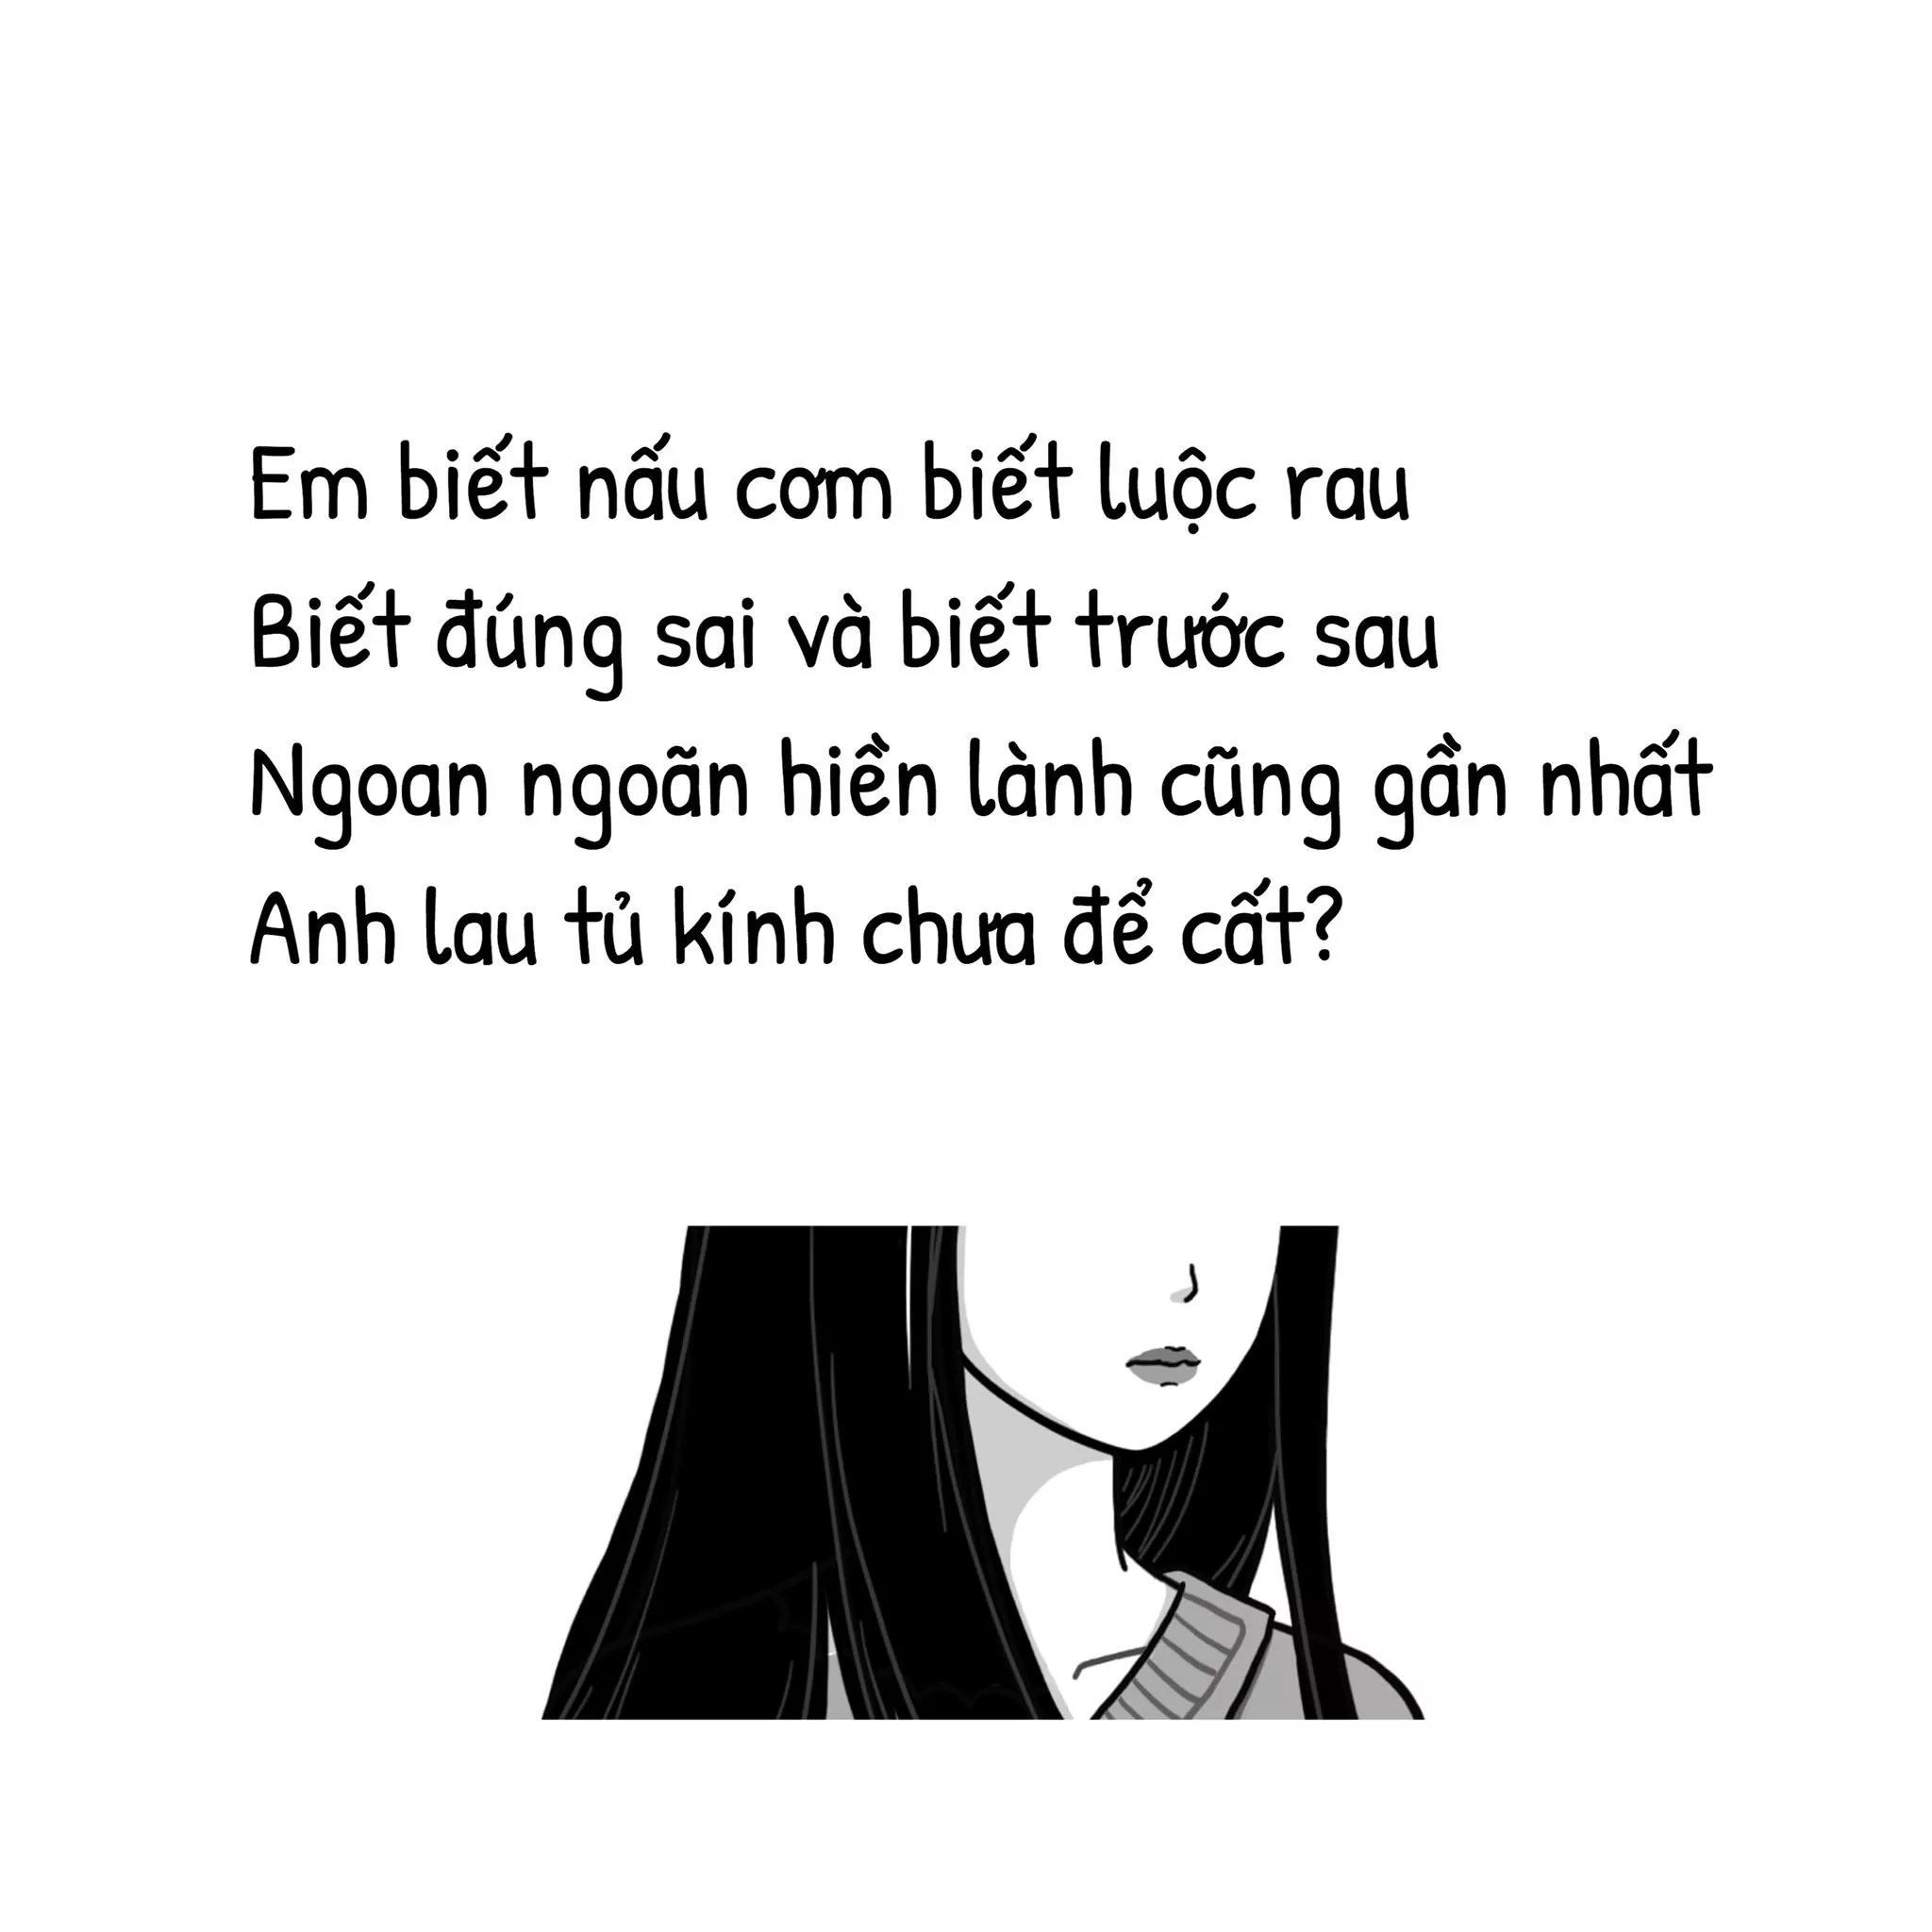 Em biết nấu cơm biết luộc rau
Biết đúng sai và biết trước sau
Ngoan ngoãn hiền lành cũng gần nhất
Anh lau tủ kính chưa để cất?